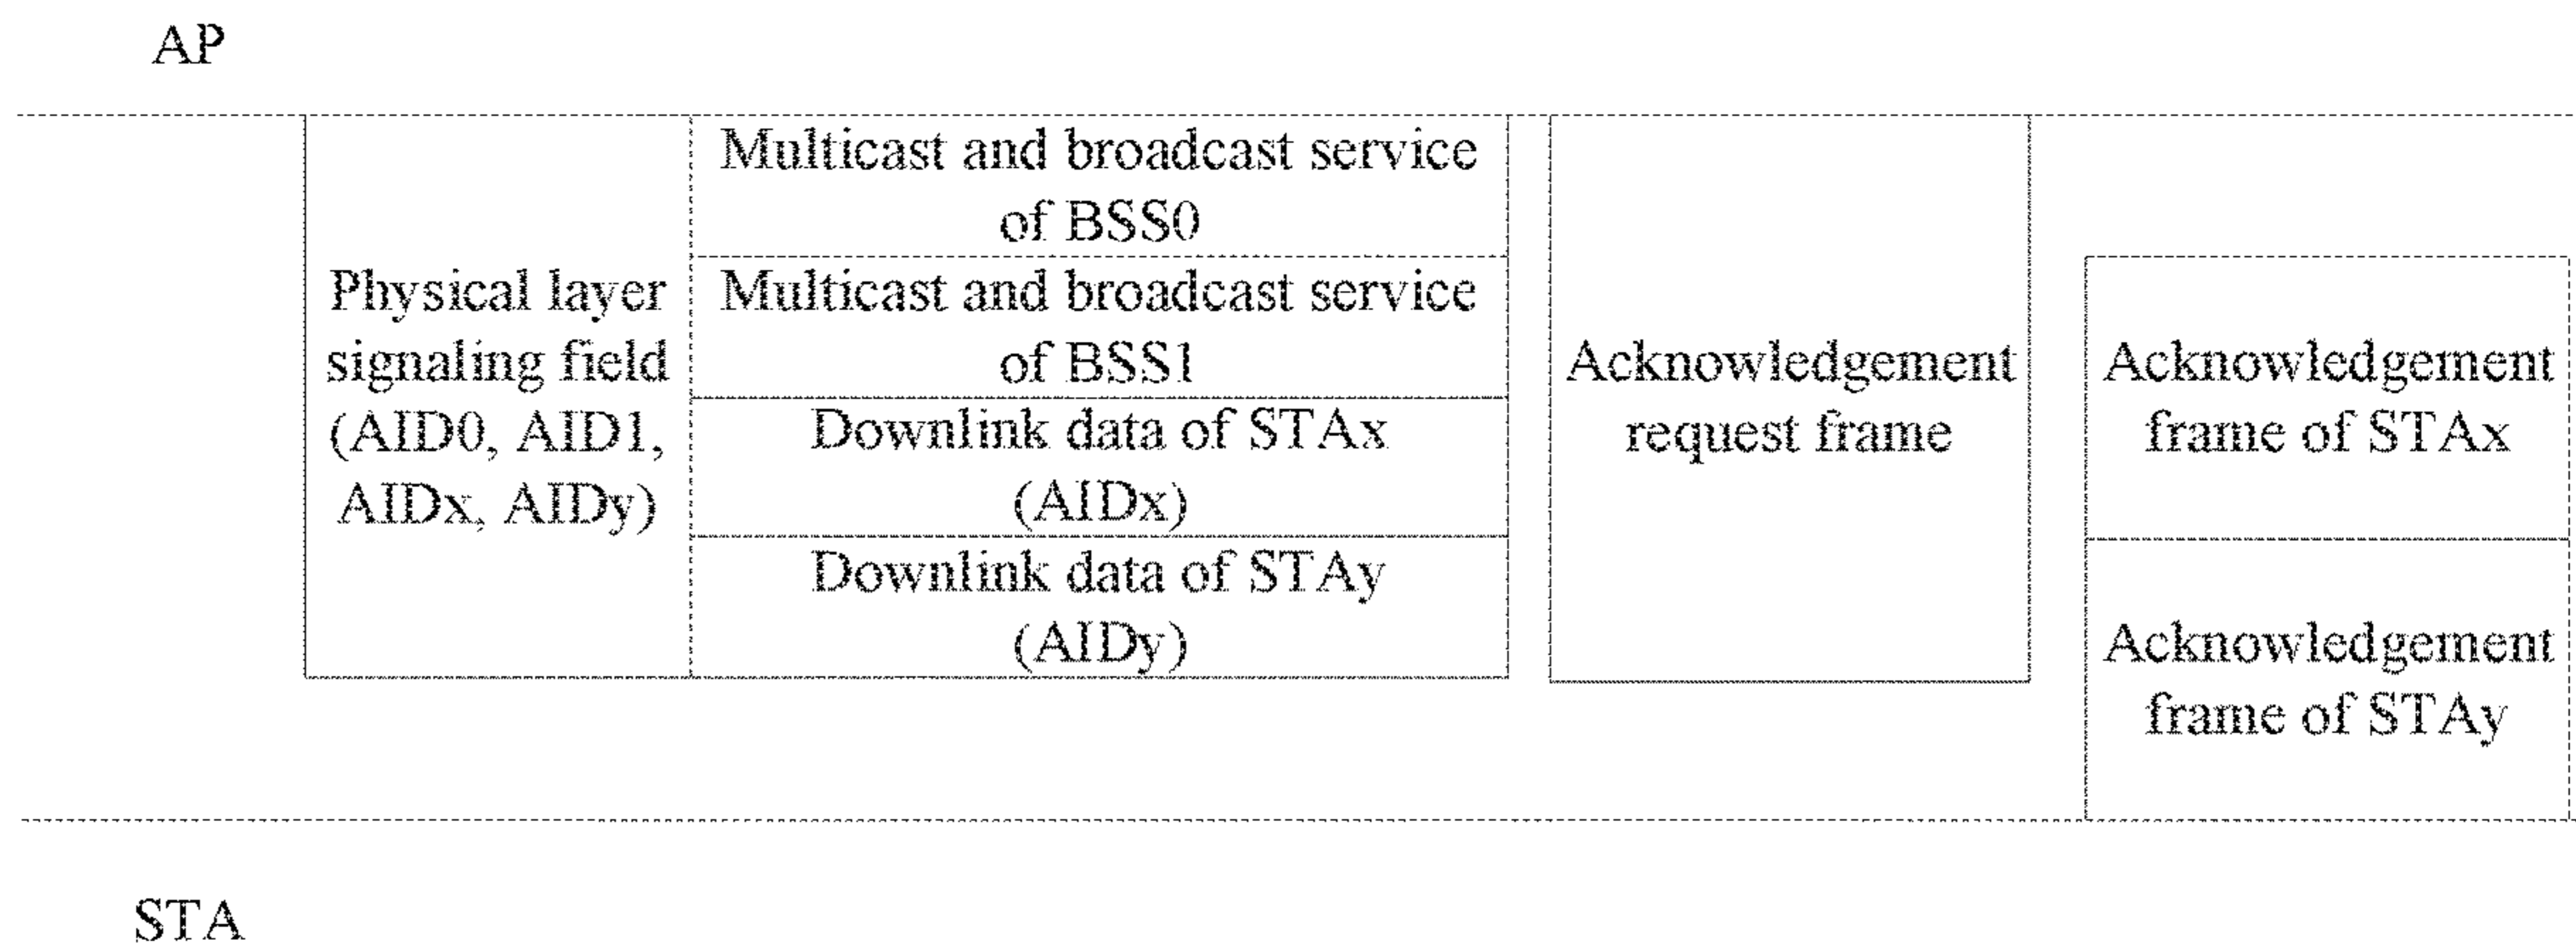 AP
Physical layer
signaling field
(AID0, AID1,
AIDx, AIDy)
Multicast and broadcast service
of BSS0
Multicast and broadcast service
of BSS1
Downlink data of STAx
(AIDx)
Downlink data of STAy
(AIDy)
Acknowledgement
request frame
Acknowledgement
frame of STAx
Acknowledgement
frame of STAy
STA